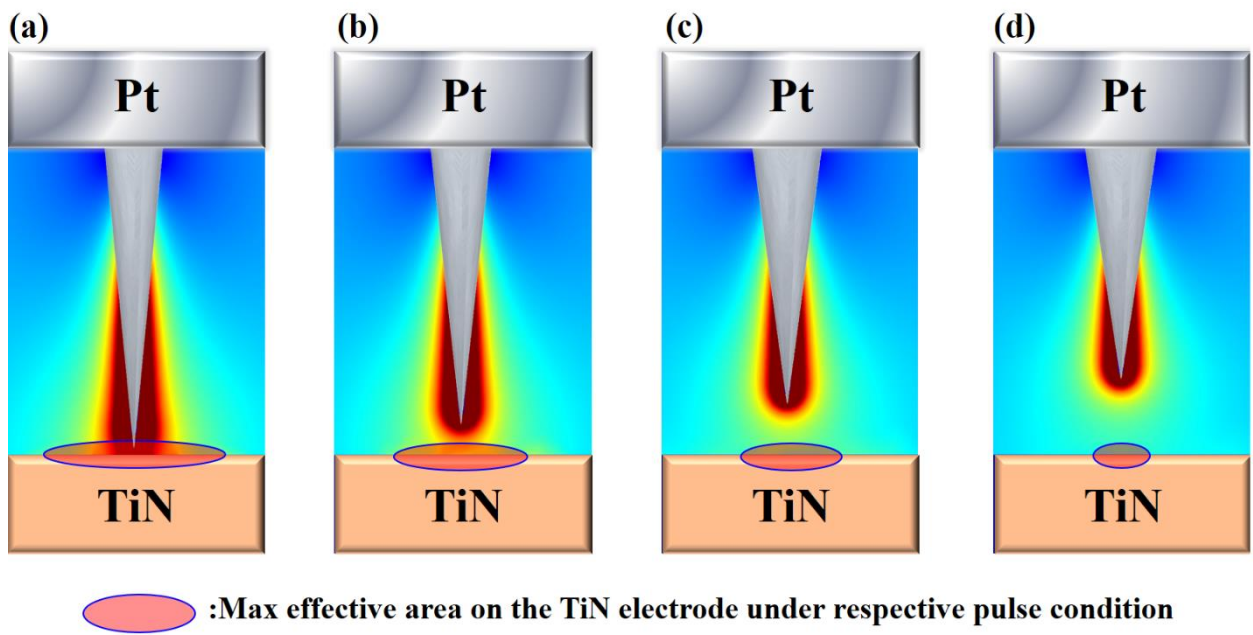 (a) (b) (c) (d)
Pt Pt Pt Pt
TiN TiN TiN TiN
:Max effective area on the TiN electrode under respective pulse condition